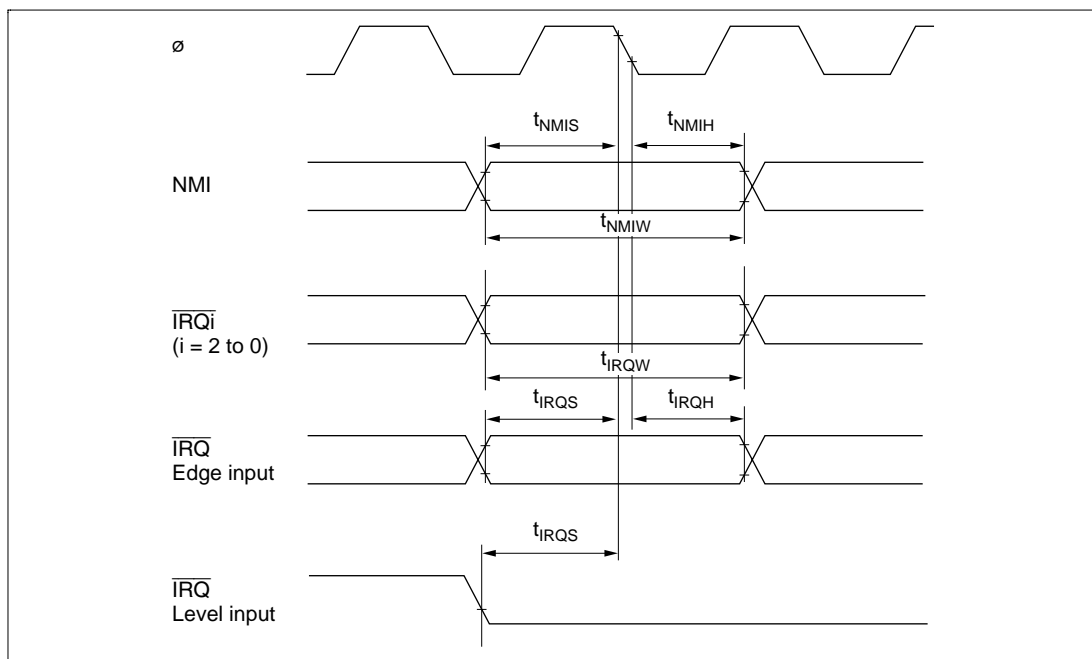 ø
tNMIS
tNMIH
NMI
tNMIW
IRQi
(i = 2 to 0)
tIRQW
tIRQS
tIRQH
IRQ
Edge input
tIRQS
IRQ
Level input